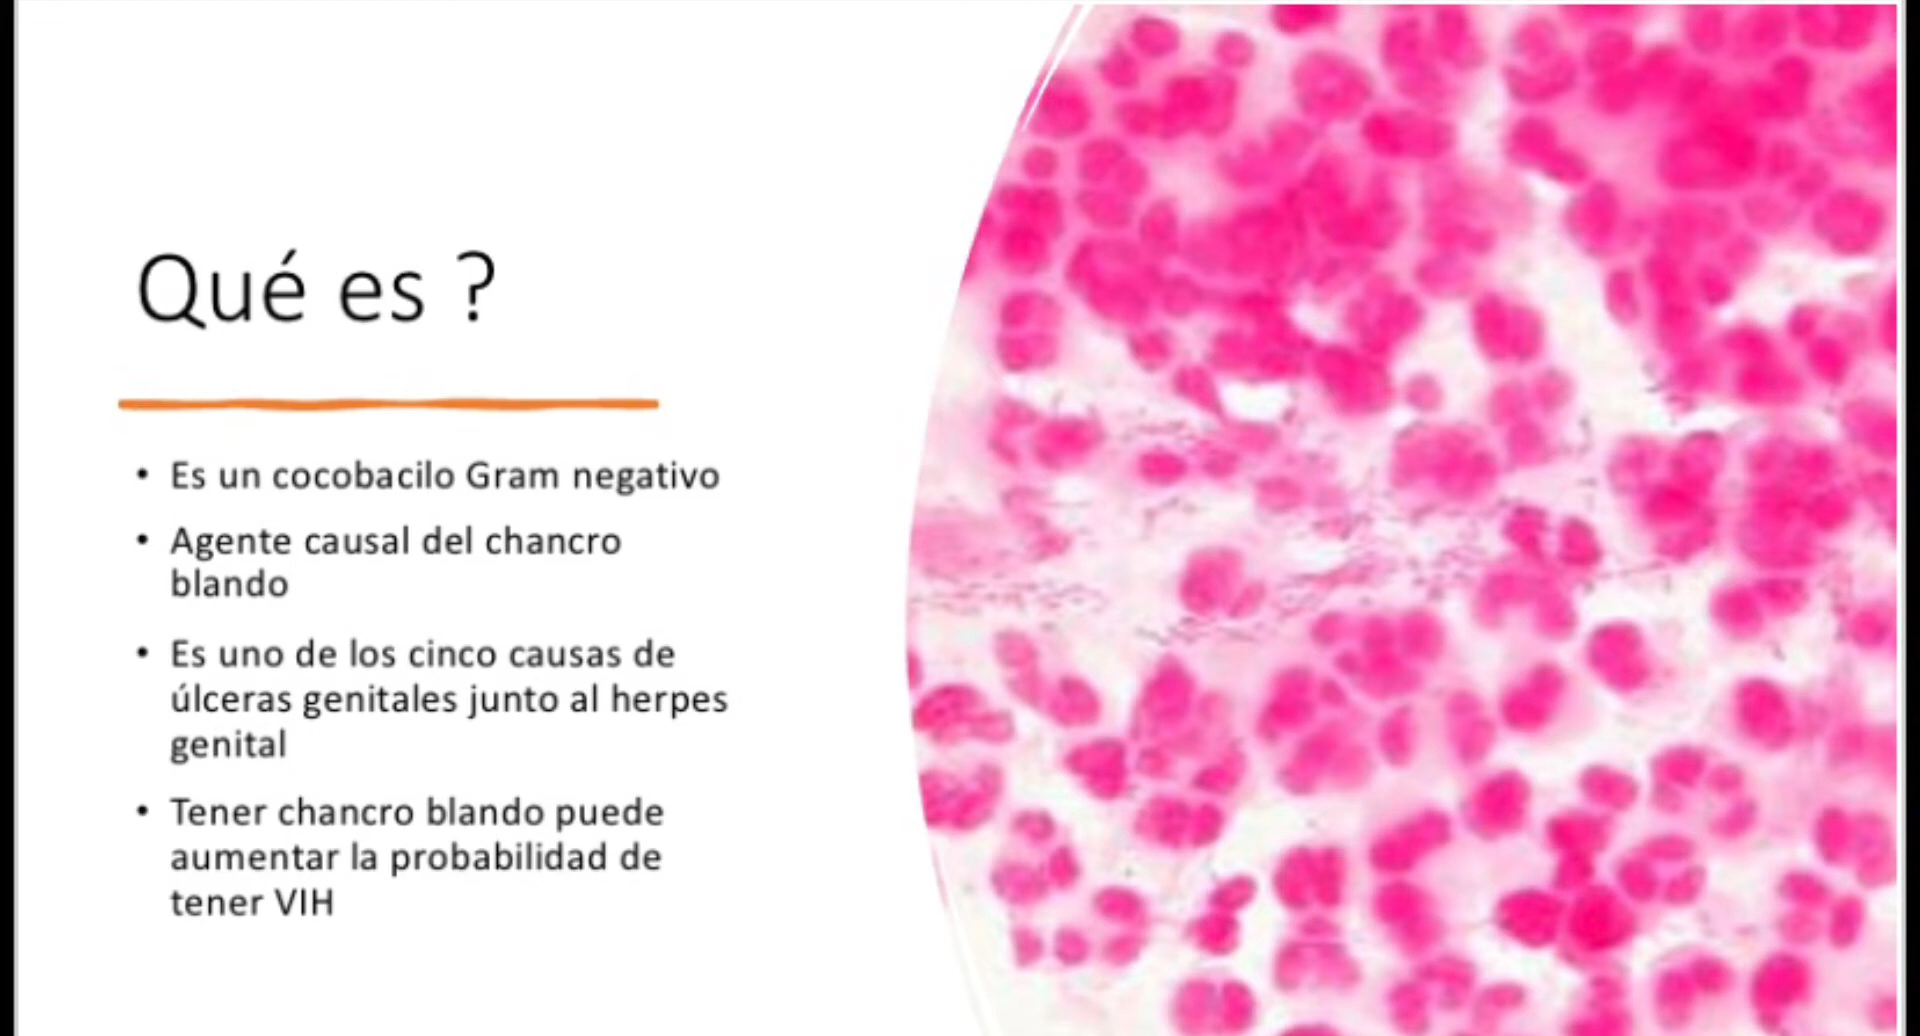 Qué es ?
• Es un cocobacilo Gram negativo
• Agente causal del chancro
blando
• Es uno de los cinco causas de
úlceras genitales junto al herpes
genital
• Tener chancro blando puede
aumentar la probabilidad de
tener VIH